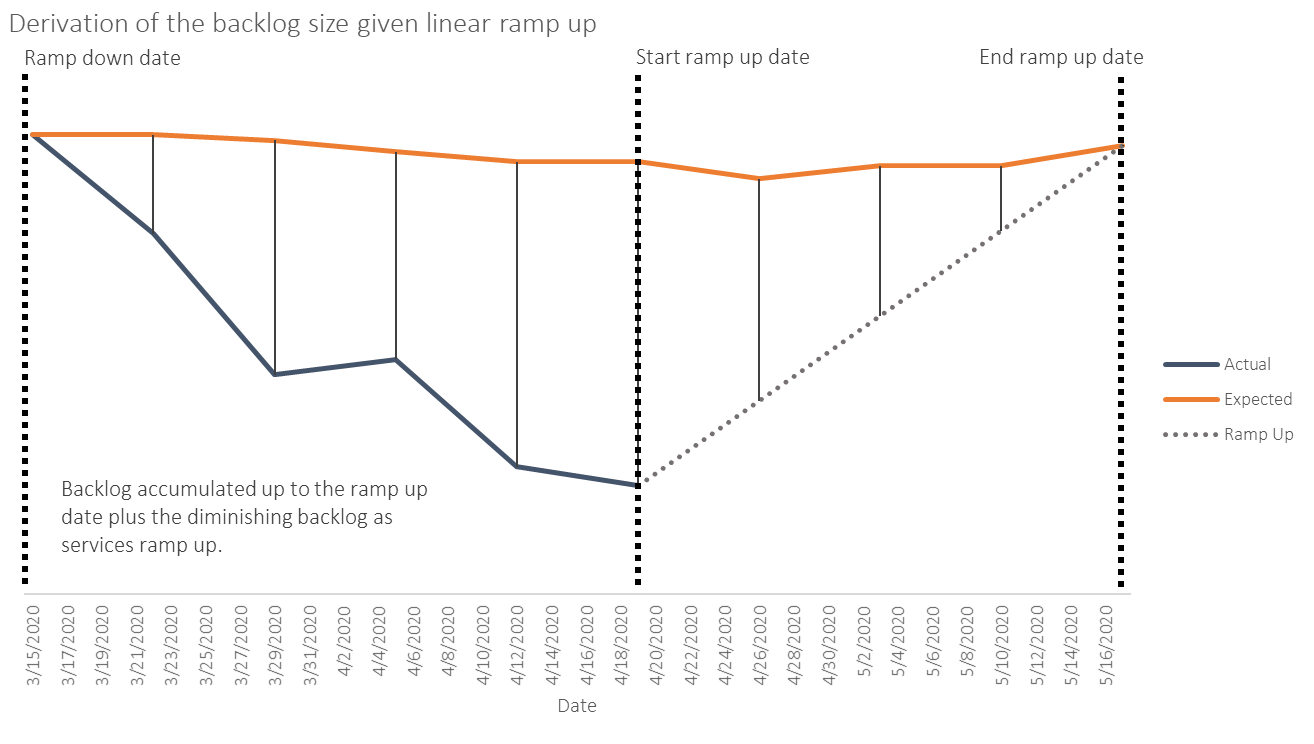 Derivation of the backlog size given linear ramp up
Ramp down date
Start ramp up date
End ramp up date
Actual
Expected
Ramp Up
Backlog accumulated up to the ramp up
date plus the diminishing backlog as
services ramp up.
3/15/2020
3/17/2020
3/19/2020
3/21/2020
3/23/2020
3/25/2020
3/27/2020
3/29/2020
3/31/2020
4/2/2020
4/4/2020
4/6/2020
4/8/2020
4/10/2020
4/12/2020
4/14/2020
4/16/2020
4/18/2020
4/20/2020
4/22/2020
4/24/2020
4/26/2020
4/28/2020
4/30/2020
5/2/2020
5/4/2020
5/6/2020
5/8/2020
5/10/2020
5/12/2020
5/14/2020
5/16/2020
Date